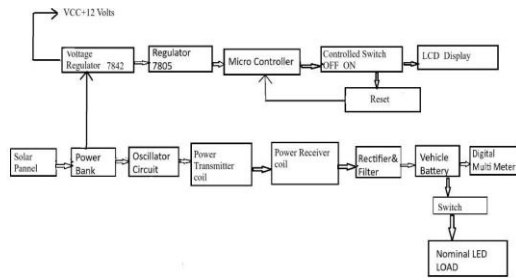 VCC+12 Volts
Voltage
Regulator 7842
Regulator
7805
Micro Controller
Controlled Switch
OFF ON
LCD Display
Reset
Solar
Pannel
Power
Bank
Oscillator
Circuit
Power
Transmitter
coil
Power Receiver
coil
Rectifier&
Filter
Vehicle
Battery
Digital
Multi Meter
Switch
Nominal LED
LOAD